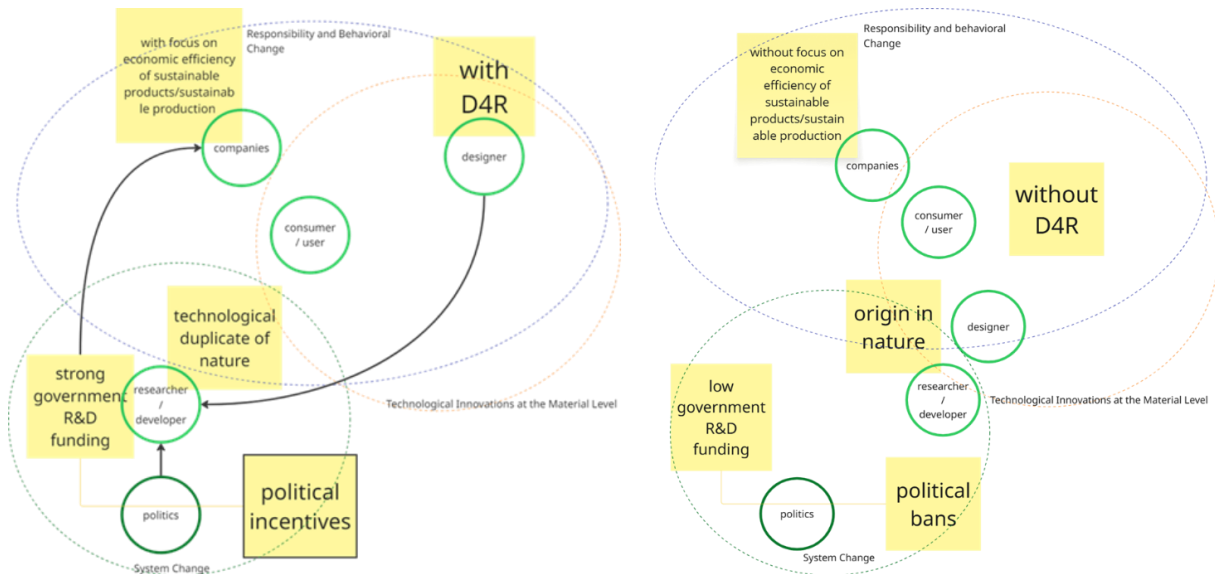 with focus on
economic efficiency
of sustainable
products/sustainab
le production
Responsibility and Behavioral
Change
with
D4R
companies
designer
consumer
/ user
technological
duplicate of
nature
strong
government
R&D
funding
researcher
/
developer
Technological Innovations at the Material Level
political
incentives
politics
System Change
without focus on
economic
efficiency of
sustainable
products/sustain
able production
Responsibility and behavioral
Change
companies
consumer
/ user
without
D4R
origin in
nature
designer
low
government
R&D
funding
researcher
/
developer
Technological Innovations at the Material Level
political
bans
politics
System Change